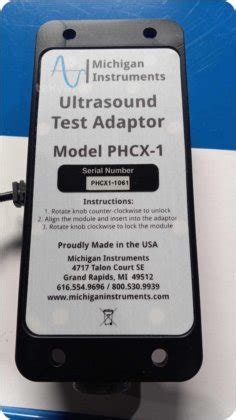 Michigan
Instruments
Ultrasound
Test Adaptor
Model PHCX-1
Serial Number
PHCX1-1061
Instructions:
1. Rotate knob counter-clockwise to unlock
2. Align the module and insert into the adaptor
3. Rotate knob clockwise to lock the module
Proudly Made in the USA
Michigan Instruments
4717 Talon Court SE
Grand Rapids, MI 49512
616.554.9696 / 800.530.9939
www.michiganinstruments.com